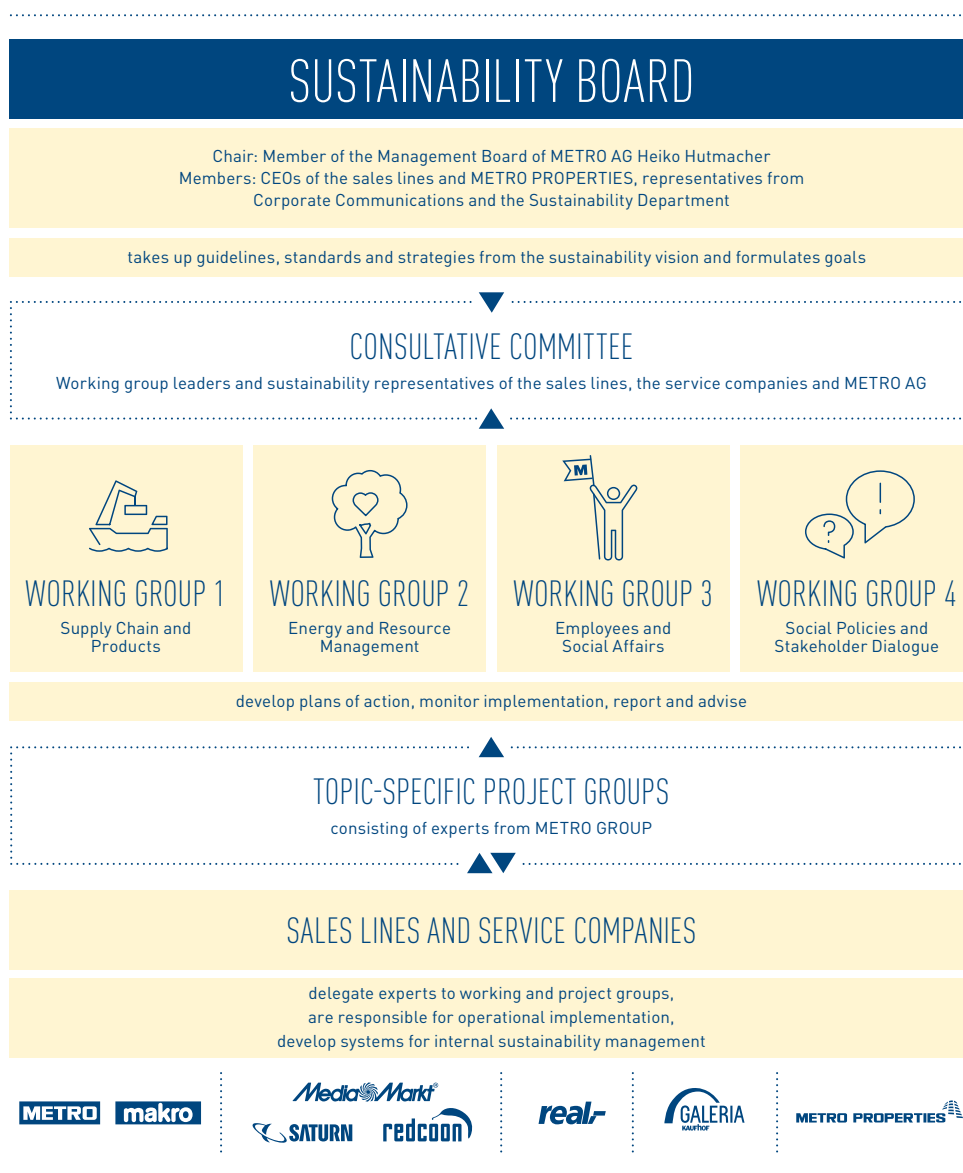 SUSTAINABILITY BOARD
Chair: Member of the Management Board of METRO AG Heiko Hutmacher
Members: CEOs of the sales lines and METRO PROPERTIES, representatives from
Corporate Communications and the Sustainability Department
takes up guidelines, standards and strategies from the sustainability vision and formulates goals
CONSULTATIVE COMMITTEE
Working group leaders and sustainability representatives of the sales lines, the service companies and METRO AG
M
!
?
WORKING GROUP 1
Supply Chain and
Products
WORKING GROUP 2
Energy and Resource
Management
WORKING GROUP 3
Employees and
Social Affairs
WORKING GROUP 4
Social Policies and
Stakeholder Dialogue
develop plans of action, monitor implementation, report and advise
TOPIC-SPECIFIC PROJECT GROUPS
consisting of experts from METRO GROUP
SALES LINES AND SERVICE COMPANIES
delegate experts to working and project groups,
are responsible for operational implementation,
develop systems for internal sustainability management
METRO
makro
Media Markt®
SATURN
redcoon
real,-
GALERIA
KAUFHOF
METRO PROPERTIES